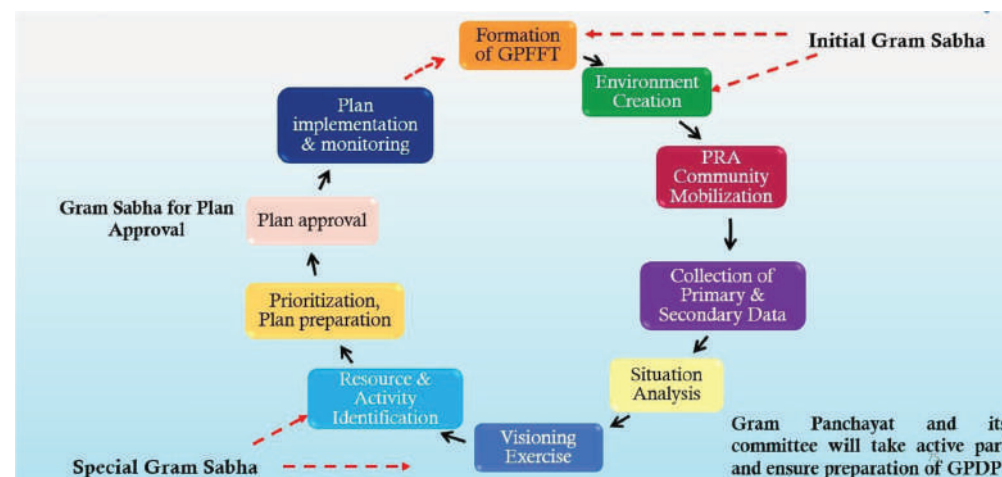 Formation
of GPFFT
Initial Gram Sabha
Environment
Creation
PRA
Community
Mobilization
Collection of
Primary &
Secondary Data
Situation
Analysis
Visioning
Exercise
Resource &
Activity
Identification
Prioritization,
Plan preparation
Plan approval
Plan
implementation
& monitoring
Gram Sabha for Plan
Approval
Special Gram Sabha
Gram Panchayat and its
committee will take active par
and ensure preparation of GPDP